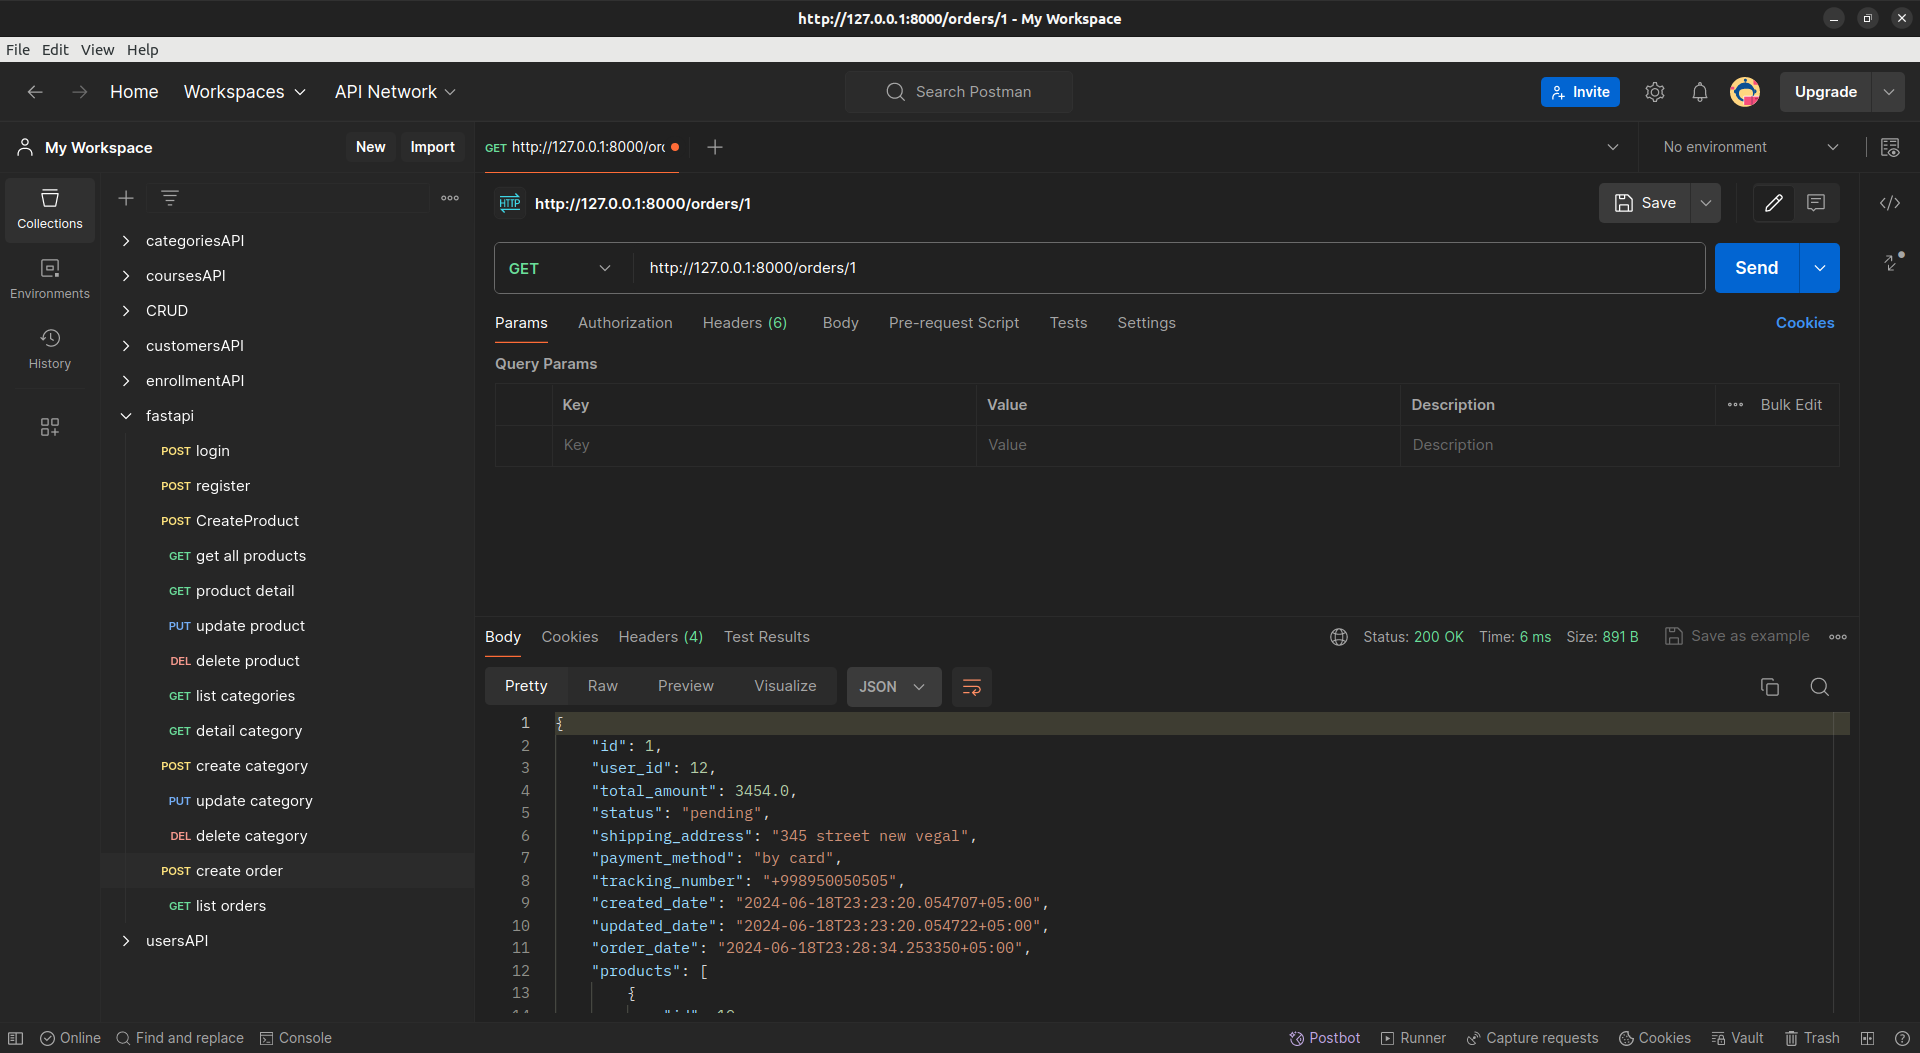 http://127.0.0.1:8000/orders/1 - My Workspace
File Edit View Help
Home Workspaces API Network Search Postman Invite Upgrade
My Workspace New Import GET http://127.0.0.1:8000/or No environment
Collections
Environments
History
categoriesAPI
coursesAPI
CRUD
customersAPI
enrollmentAPI
fastapi
POST login
POST register
POST CreateProduct
GET get all products
GET product detail
PUT update product
DEL delete product
GET list categories
GET detail category
POST create category
PUT update category
DEL delete category
POST create order
GET list orders
usersAPI
HTTP http://127.0.0.1:8000/orders/1 Save
GET http://127.0.0.1:8000/orders/1 Send
Params Authorization Headers (6) Body Pre-request Script Tests Settings Cookies
Query Params
Key Value Description Bulk Edit
Key Value Description
Body Cookies Headers (4) Test Results Status: 200 OK Time: 6 ms Size: 891 B Save as example
Pretty Raw Preview Visualize JSON
1 {
2 "id": 1,
3 "user_id": 12,
4 "total_amount": 3454.0,
5 "status": "pending",
6 "shipping_address": "345 street new vegal",
7 "payment_method": "by card",
8 "tracking_number": "+998950050505",
9 "created_date": "2024-06-18T23:23:20.054707+05:00",
10 "updated_date": "2024-06-18T23:23:20.054722+05:00",
11 "order_date": "2024-06-18T23:28:34.253350+05:00",
12 "products": [
13 {
Online Find and replace Console Postbot Runner Capture requests Cookies Vault Trash